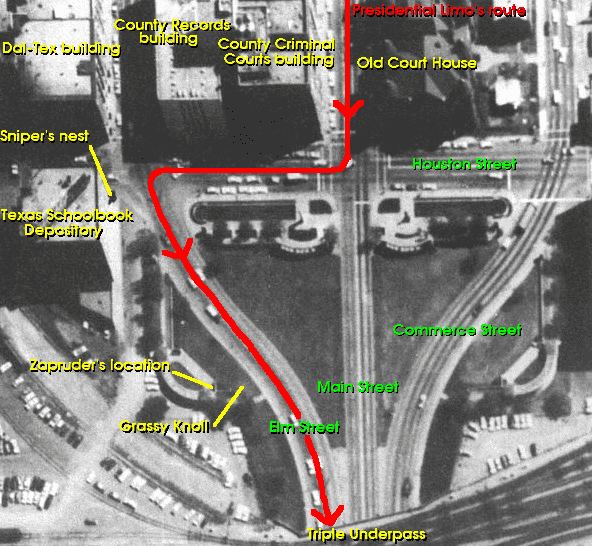 Presidential Limo's route
County Records
building
Dal-Tex building
County Criminal
Courts building
Old Court House
Sniper's nest
Houston Street
Texas Schoolbook
Depository
Commerce Street
Zapruder's location
Main Street
Grassy Knoll
Elm Street
Triple Underpass